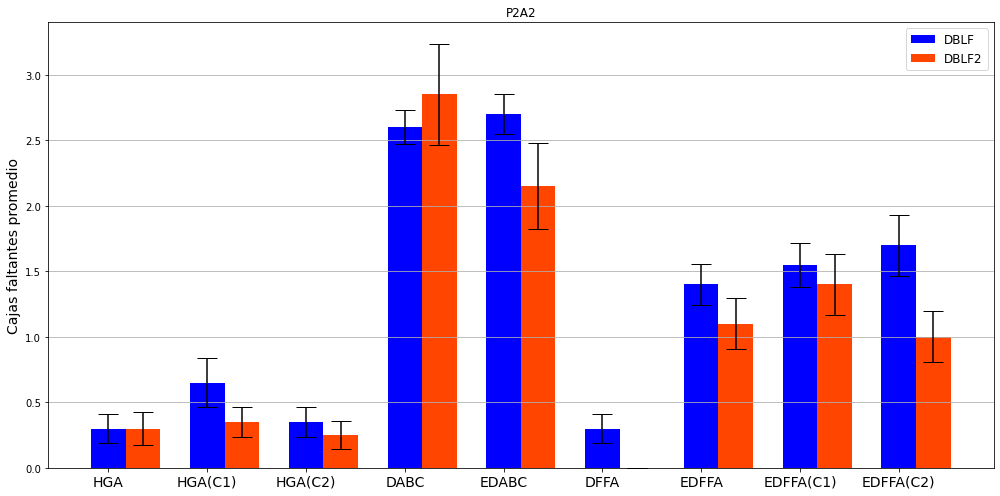 P2A2
DBLF
DBLF2
Cajas faltantes promedio
3.0
2.5
2.0
1.5
1.0
0.5
0.0
HGA HGA(C1) HGA(C2) DABC EDABC DFFA EDFFA EDFFA(C1) EDFFA(C2)